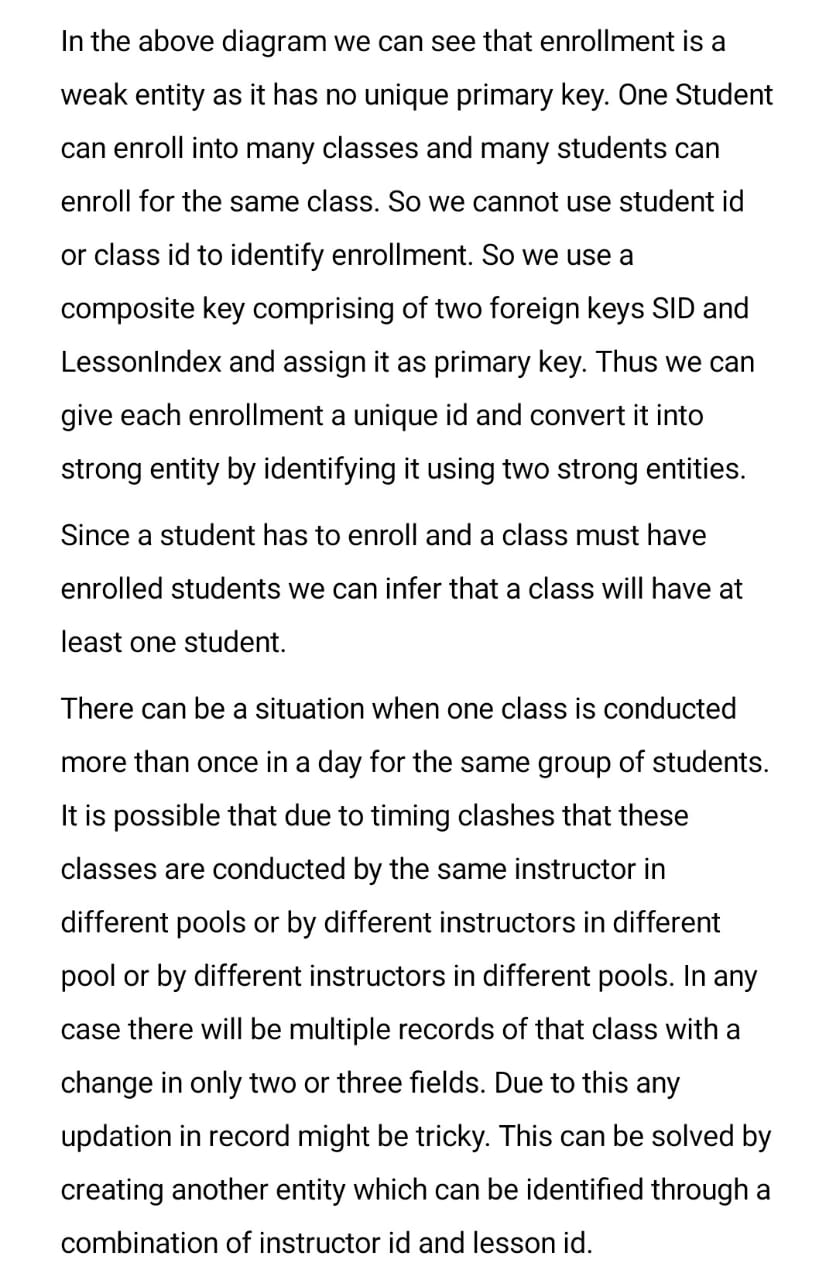 In the above diagram we can see that enrollment is a
weak entity as it has no unique primary key. One Student
can enroll into many classes and many students can
enroll for the same class. So we cannot use student id
or class id to identify enrollment. So we use a
composite key comprising of two foreign keys SID and
LessonIndex and assign it as primary key. Thus we can
give each enrollment a unique id and convert it into
strong entity by identifying it using two strong entities.
Since a student has to enroll and a class must have
enrolled students we can infer that a class will have at
least one student.
There can be a situation when one class is conducted
more than once in a day for the same group of students.
It is possible that due to timing clashes that these
classes are conducted by the same instructor in
different pools or by different instructors in different
pool or by different instructors in different pools. In any
case there will be multiple records of that class with a
change in only two or three fields. Due to this any
updation in record might be tricky. This can be solved by
creating another entity which can be identified through a
combination of instructor id and lesson id.